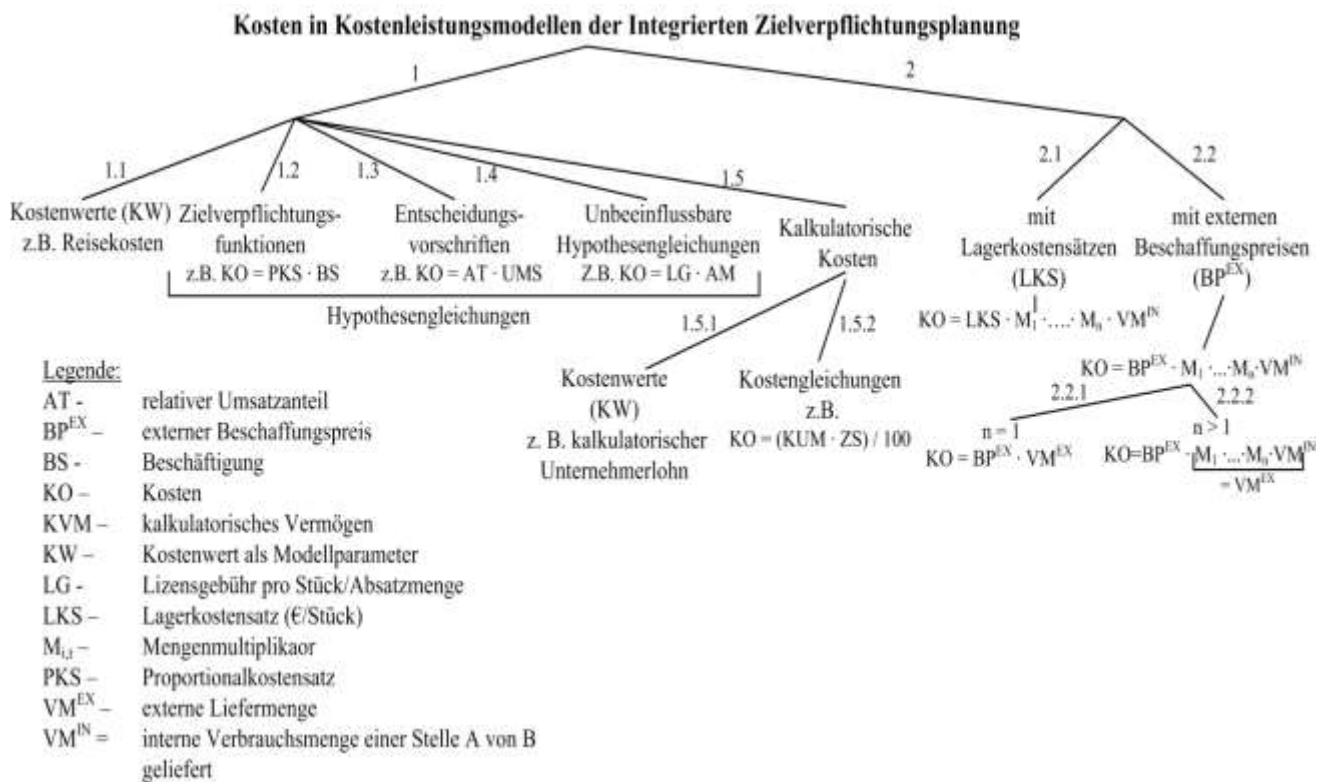 Kosten in Kostenleistungsmodellen der Integrierten Zielverpflichtungsplanung
1
2
1.1
1.2
1.3
1.4
1.5
2.1
2.2
Kostenwerte (KW)
z.B. Reisekosten
Zielverpflichtungs-
funktionen
z.B. KO = PKS · BS
Entscheidungs-
vorschriften
z.B. KO = AT · UMS
Unbeeinflussbare
Hypothesengleichungen
Z.B. KO = LG · AM
Hypothesengleichungen
Kalkulatorische
Kosten
mit
Lagerkostensätzen
(LKS)
KO = LKS · M₁ ·….· Mₙ · VM^IN
mit externen
Beschaffungspreisen
(BP^EX)
KO = BP^EX · M₁ ·...·Mₙ·VM^IN
1.5.1
1.5.2
Kostenwerte
(KW)
z. B. kalkulatorischer
Unternehmerlohn
Kostengleichungen
z.B.
KO = (KUM · ZS) / 100
2.2.1
2.2.2
n = 1
KO = BP^EX · VM^EX
n > 1
KO=BP^EX · M₁ ·...·Mₙ·VM^IN
= VM^EX
Legende:
AT - relativer Umsatzanteil
BP^EX – externer Beschaffungspreis
BS - Beschäftigung
KO – Kosten
KVM – kalkulatorisches Vermögen
KW – Kostenwert als Modellparameter
LG - Lizensgebühr pro Stück/Absatzmenge
LKS – Lagerkostensatz (€/Stück)
M_i,t – Mengenmultiplikaor
PKS – Proportionalkostensatz
VM^EX – externe Liefermenge
VM^IN = interne Verbrauchsmenge einer Stelle A von B
geliefert